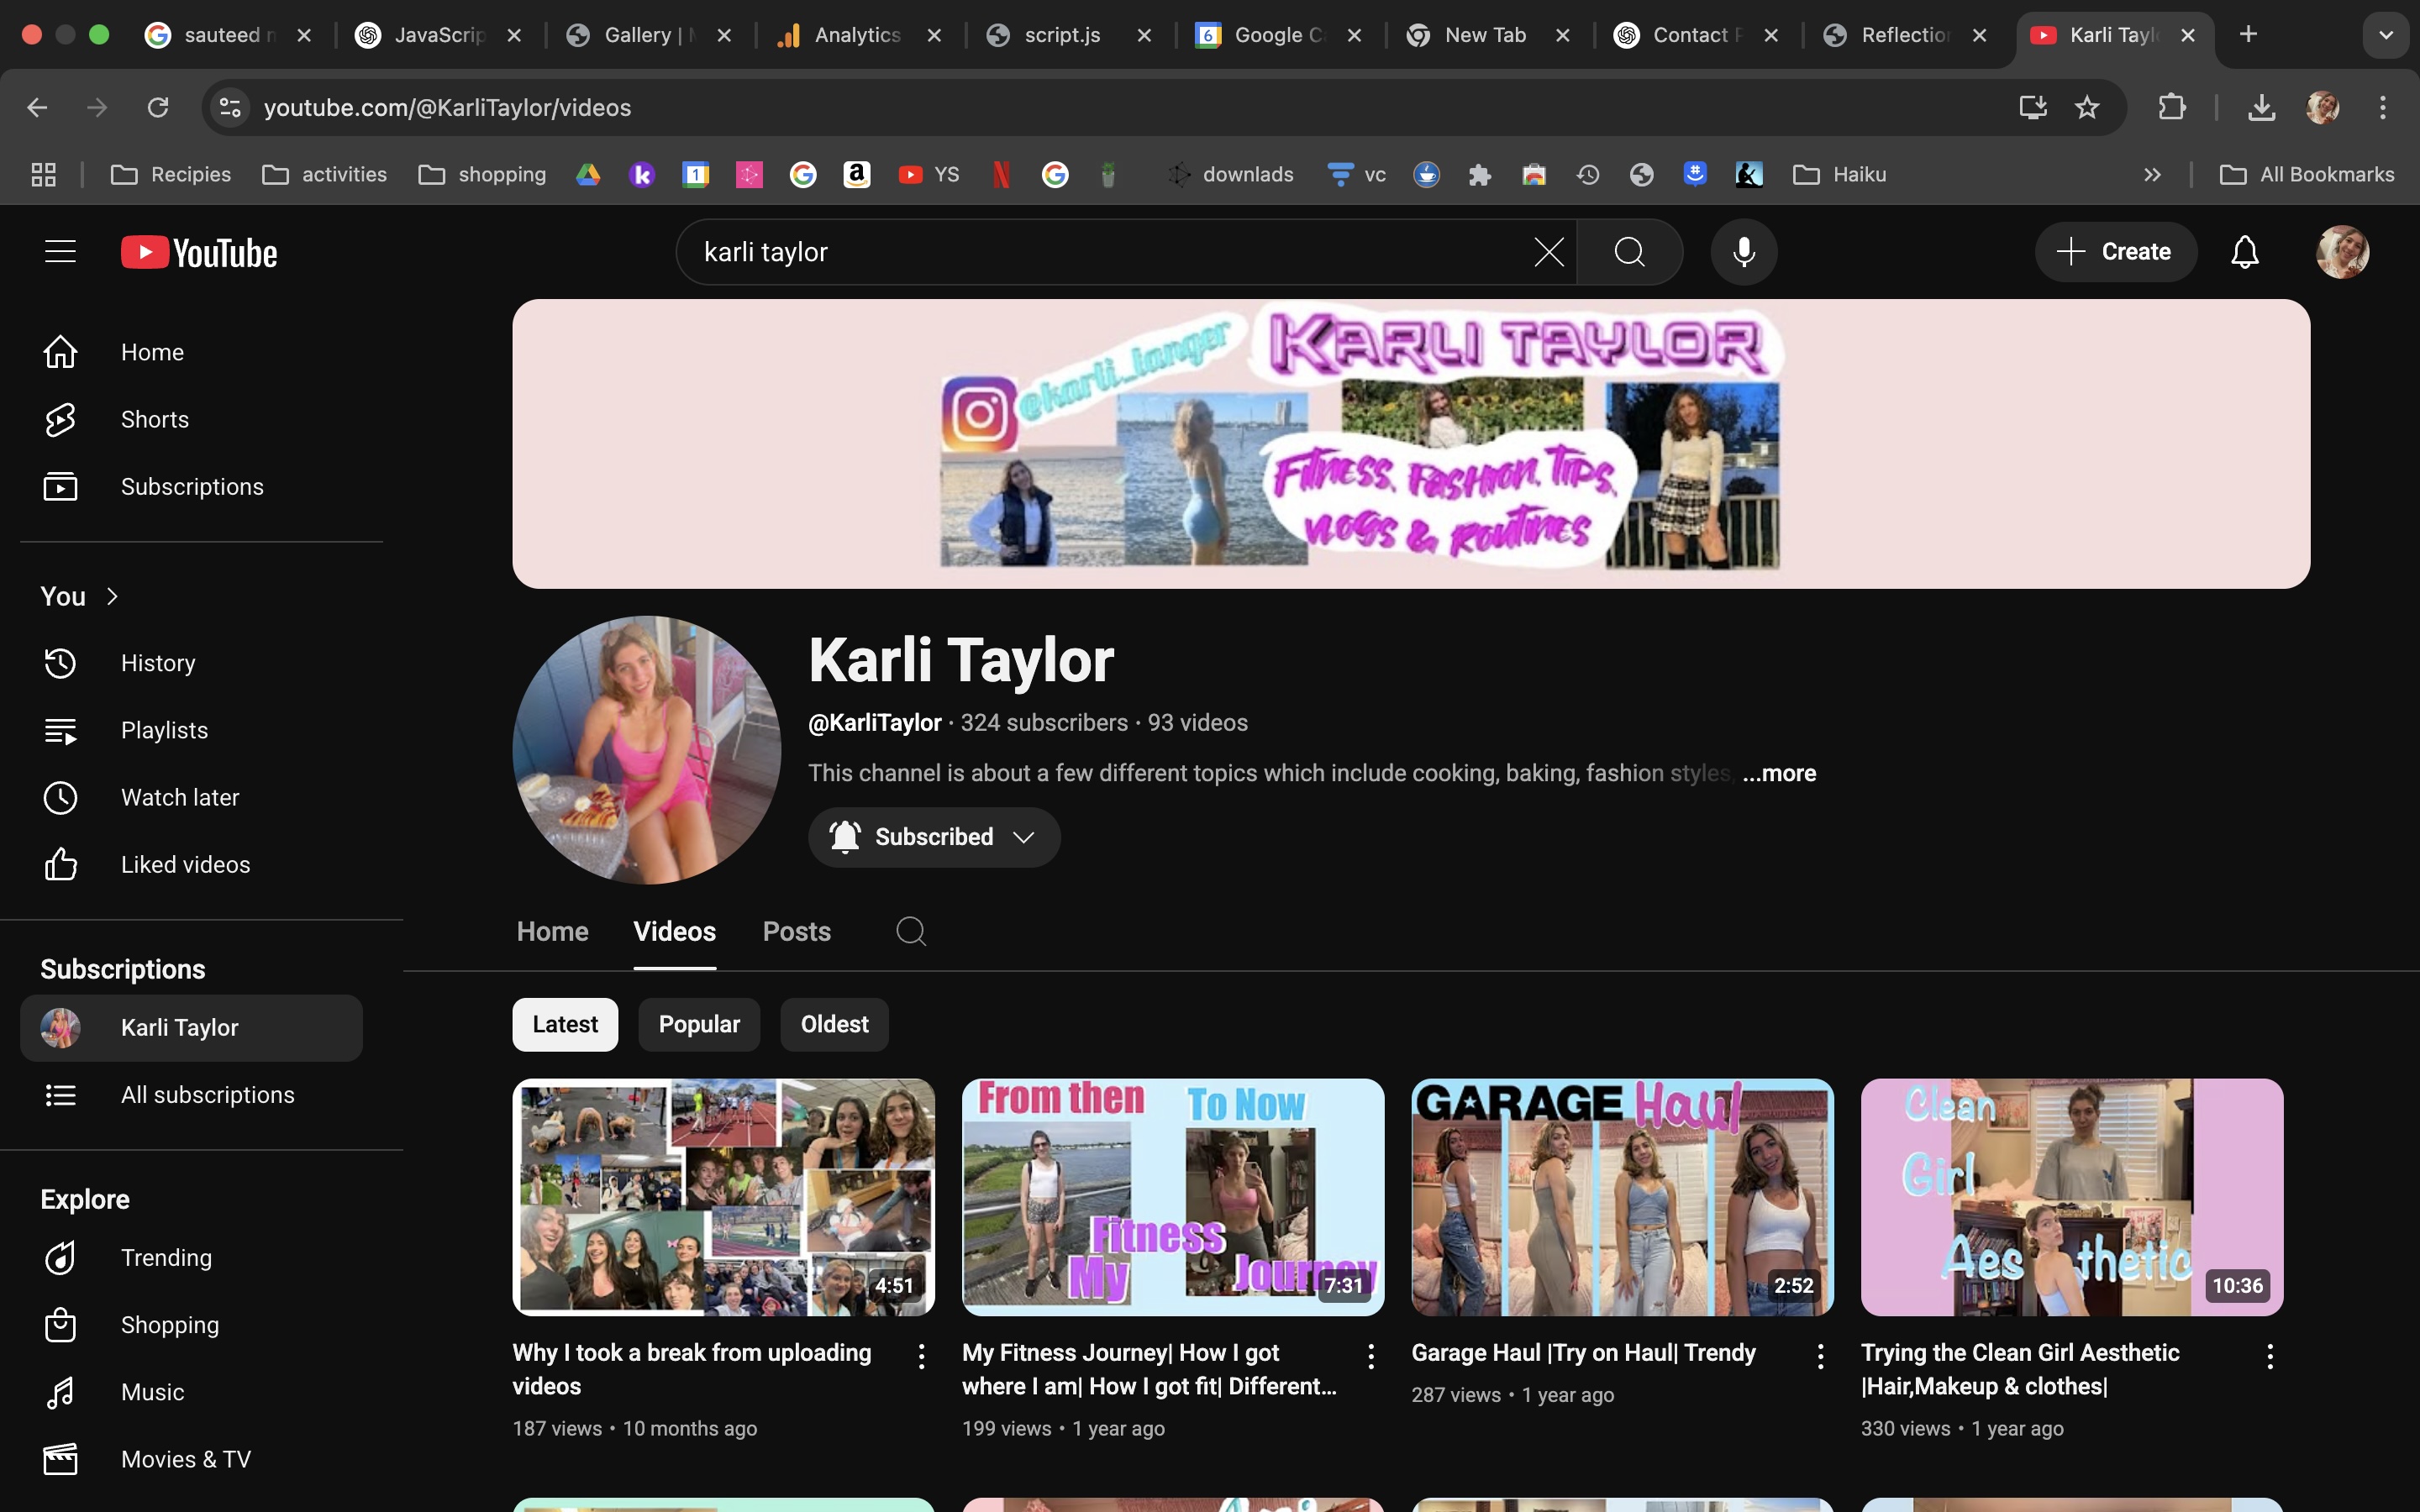 sauteed
JavaScrip
Gallery |
Analytics
script.js
Google C
New Tab
Contact
Reflection
Karli Tayl
youtube.com/@KarliTaylor/videos
Recipies
activities
shopping
YS
downlads
vc
Haiku
All Bookmarks
YouTube
karli taylor
Create
Home
Shorts
Subscriptions
You
History
Playlists
Watch later
Liked videos
Subscriptions
Karli Taylor
All subscriptions
Explore
Trending
Shopping
Music
Movies & TV
@karli_langer
KARLI TAYLOR
Fitness, Fashion, Tips,
Vlogs & Routines
Karli Taylor
@KarliTaylor · 324 subscribers · 93 videos
This channel is about a few different topics which include cooking, baking, fashion styles, ...more
Subscribed
Home
Videos
Posts
Latest
Popular
Oldest
4:51
Why I took a break from uploading
videos
187 views • 10 months ago
From then
To Now
Fitness
My
Journey
7:31
My Fitness Journey| How I got
where I am| How I got fit| Different...
199 views • 1 year ago
GARAGE Haul
2:52
Garage Haul |Try on Haul| Trendy
287 views • 1 year ago
Clean
Girl
Aes thetic
10:36
Trying the Clean Girl Aesthetic
|Hair,Makeup & clothes|
330 views • 1 year ago